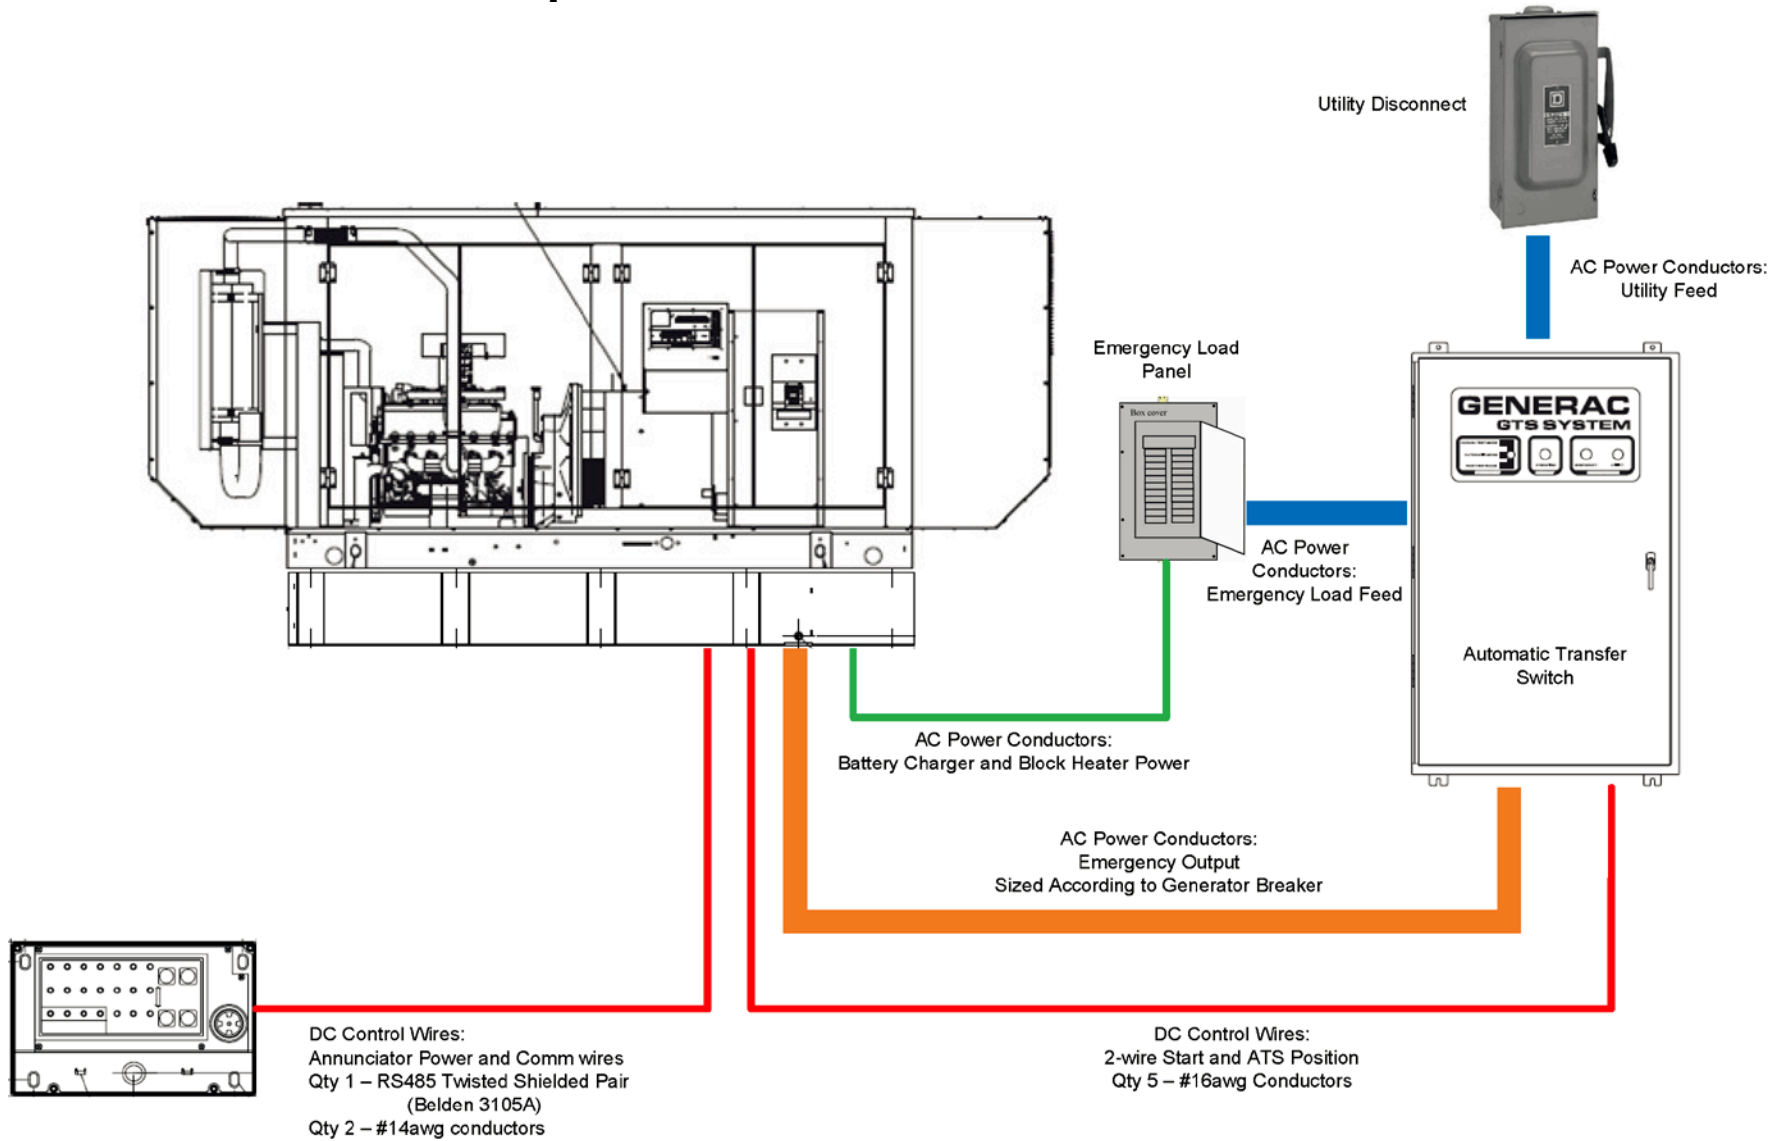 Utility Disconnect
AC Power Conductors:
Utility Feed
Emergency Load
Panel
Box cover
GENERAC
GTS SYSTEM
AC Power
Conductors:
Emergency Load Feed
Automatic Transfer
Switch
AC Power Conductors:
Battery Charger and Block Heater Power
AC Power Conductors:
Emergency Output
Sized According to Generator Breaker
DC Control Wires:
Annunciator Power and Comm wires
Qty 1 – RS485 Twisted Shielded Pair
(Belden 3105A)
Qty 2 – #14awg conductors
DC Control Wires:
2-wire Start and ATS Position
Qty 5 – #16awg Conductors